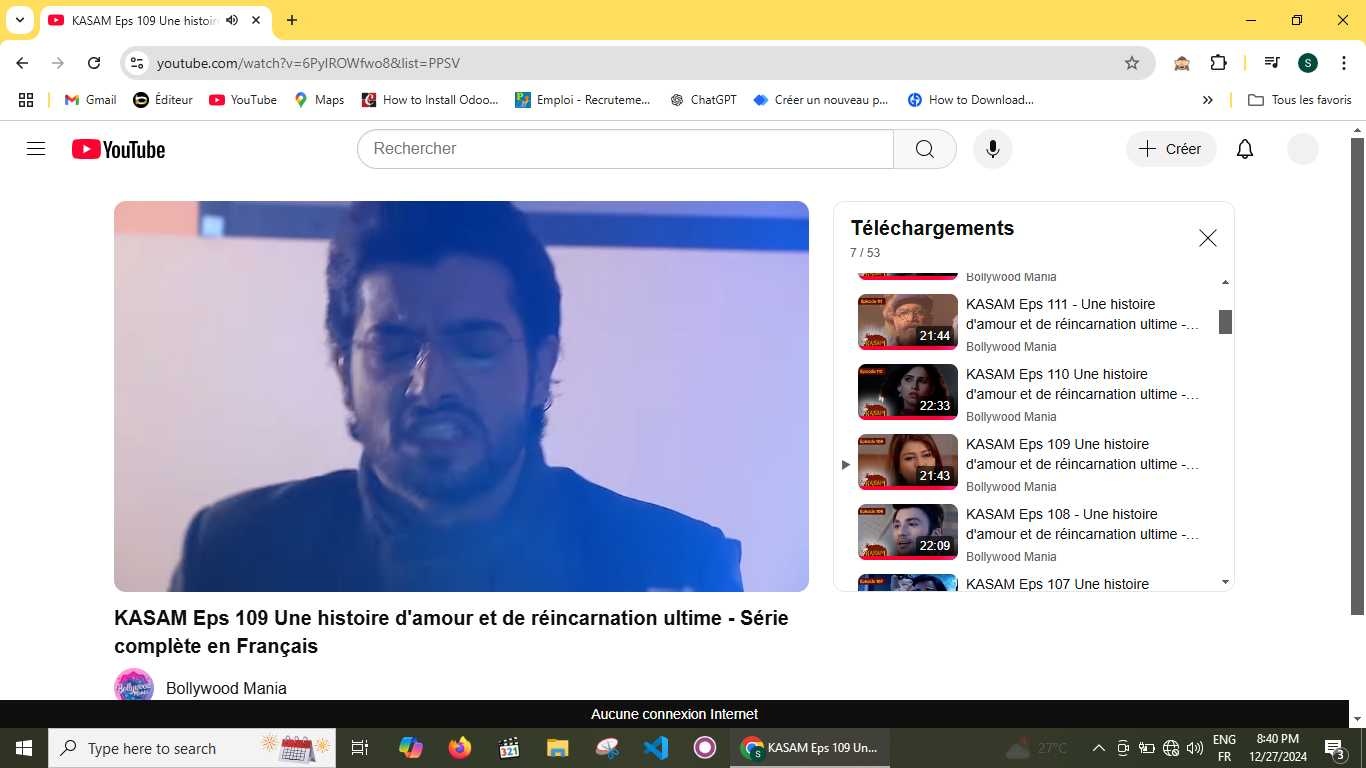 KASAM Eps 109 Une histoir
youtube.com/watch?v=6PyIROWfwo8&list=PPSV
S
Gmail
Éditeur
YouTube
Maps
How to Install Odoo...
Emploi - Recruteme...
ChatGPT
Créer un nouveau p...
How to Download...
Tous les favoris
YouTube
Rechercher
Créer
Téléchargements
7 / 53
Bollywood Mania
21:44
KASAM Eps 111 - Une histoire
d'amour et de réincarnation ultime -...
Bollywood Mania
22:33
KASAM Eps 110 Une histoire
d'amour et de réincarnation ultime -...
Bollywood Mania
21:43
KASAM Eps 109 Une histoire
d'amour et de réincarnation ultime -...
Bollywood Mania
22:09
KASAM Eps 108 - Une histoire
d'amour et de réincarnation ultime -...
Bollywood Mania
KASAM Eps 107 Une histoire
KASAM Eps 109 Une histoire d'amour et de réincarnation ultime - Série
complète en Français
Bollywood Mania
Aucune connexion Internet
Type here to search
321
KASAM Eps 109 Un...
27°C
ENG
FR
8:40 PM
12/27/2024
3